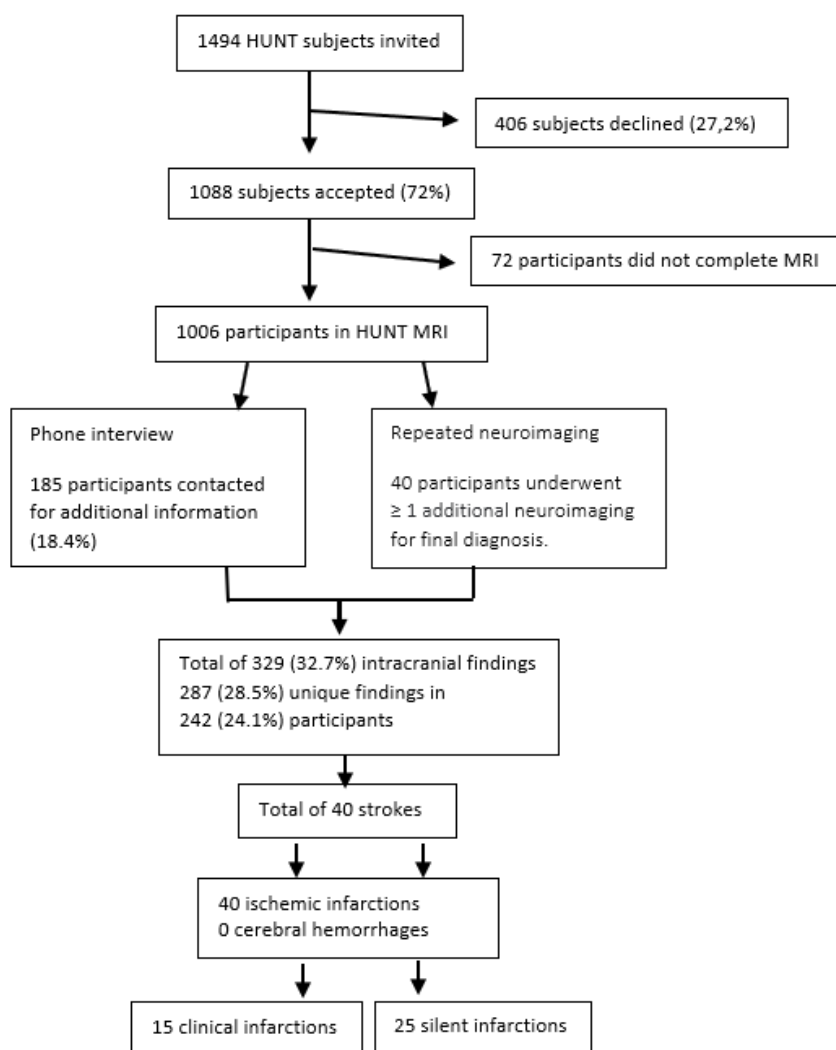 1494 HUNT subjects invited
406 subjects declined (27,2%)
1088 subjects accepted (72%)
72 participants did not complete MRI
1006 participants in HUNT MRI
Phone interview
185 participants contacted
for additional information
(18.4%)
Repeated neuroimaging
40 participants underwent
≥ 1 additional neuroimaging
for final diagnosis.
Total of 329 (32.7%) intracranial findings
287 (28.5%) unique findings in
242 (24.1%) participants
Total of 40 strokes
40 ischemic infarctions
0 cerebral hemorrhages
15 clinical infarctions
25 silent infarctions